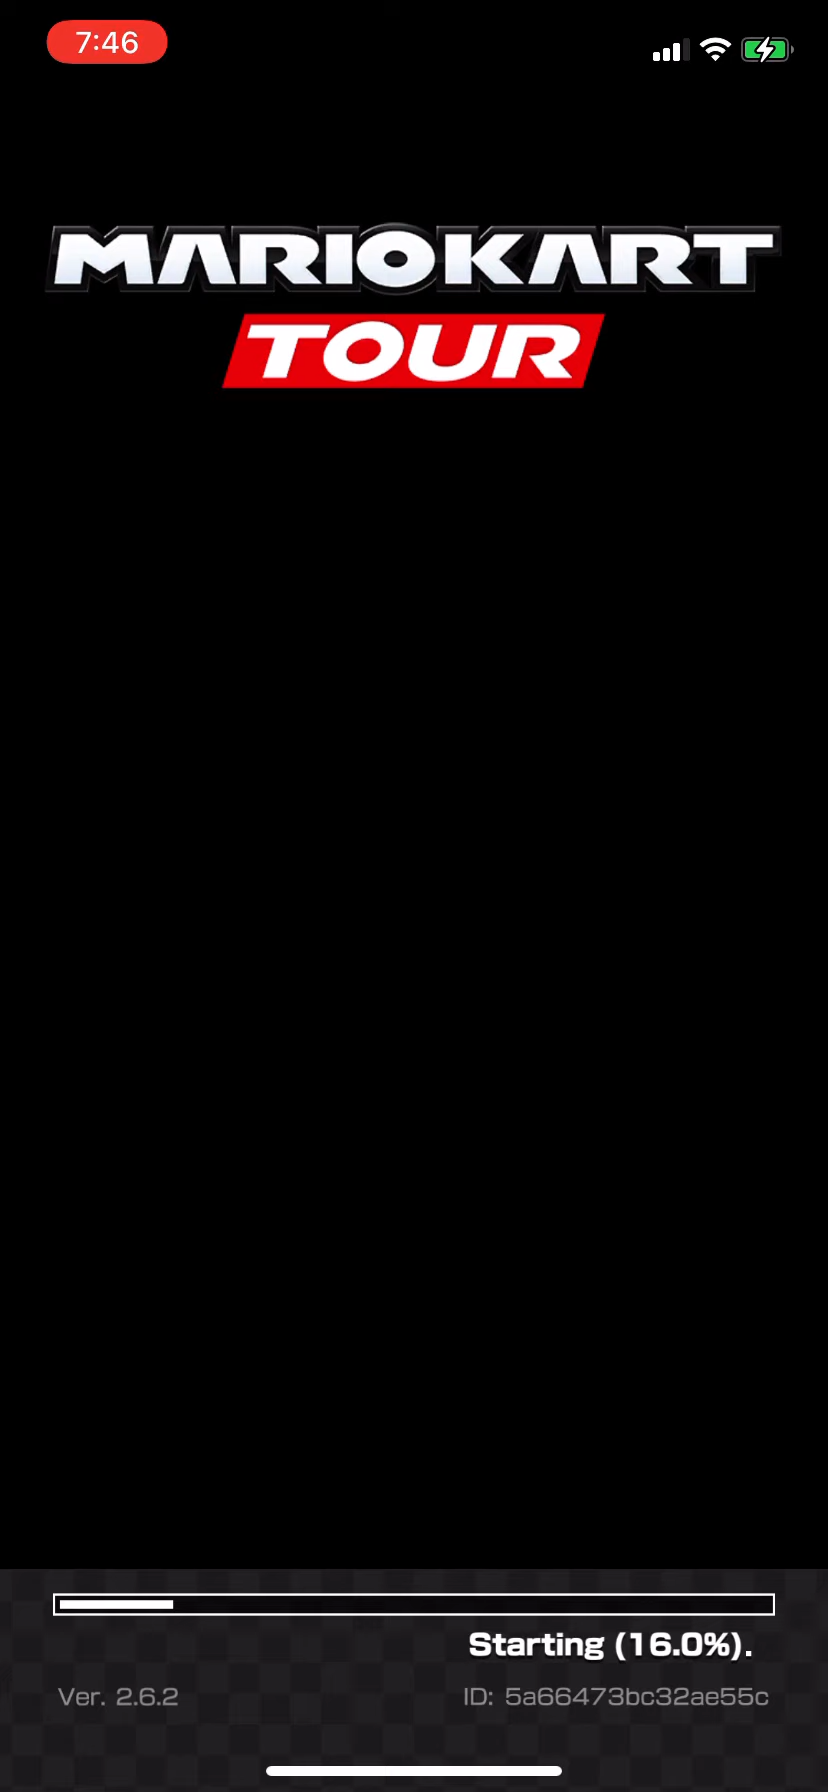 7:46
MARIOKART
TOUR
Starting (16.0%).
Ver. 2.6.2
ID: 5a66473bc32ae55c